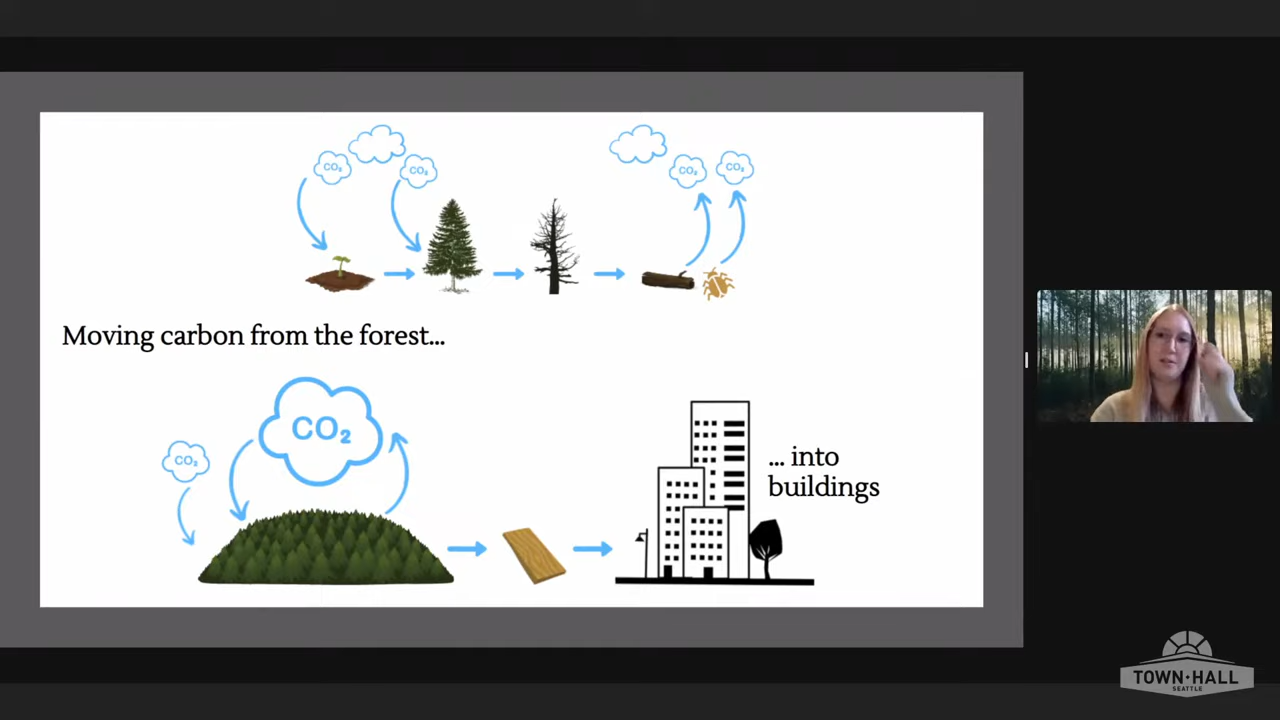 CO₂
CO₂
CO₂
CO₂
Moving carbon from the forest...
CO₂
CO₂
... into
buildings
TOWN·HALL
SEATTLE